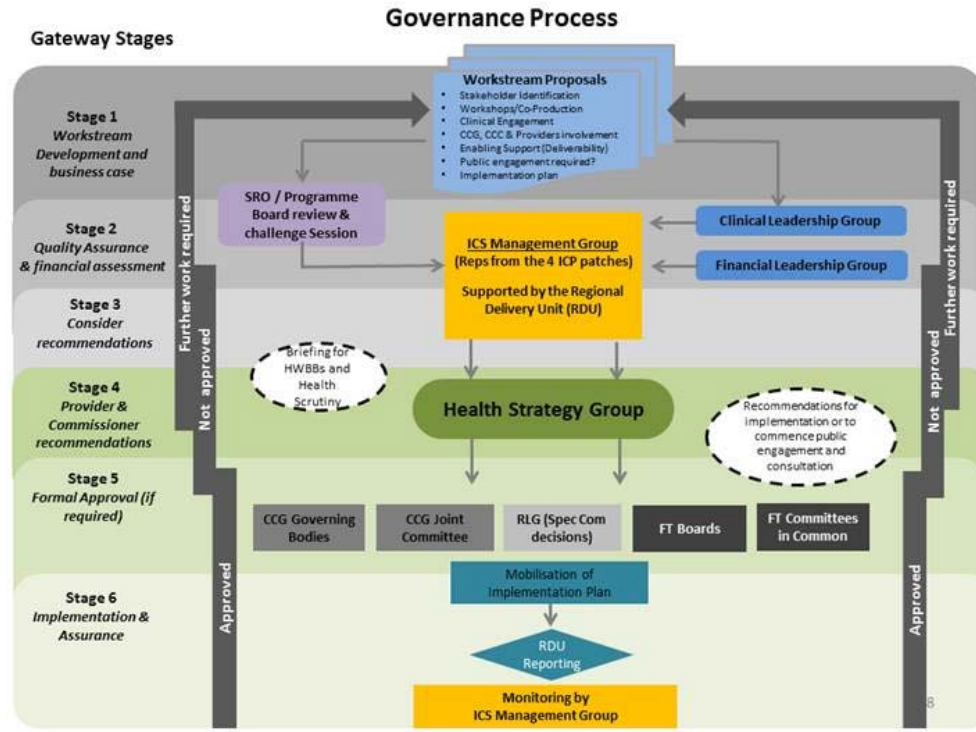 Governance Process
Gateway Stages
Workstream Proposals
• Stakeholder Identification
• Workshops/Co-Production
• Clinical Engagement
• CCG, CCC & Providers involvement
• Enabling Support (Deliverability)
• Public engagement required?
• Implementation plan
Stage 1
Workstream
Development and
business case
SRO / Programme
Board review &
challenge Session
Clinical Leadership Group
Financial Leadership Group
Stage 2
Quality Assurance
& financial assessment
ICS Management Group
(Reps from the 4 ICP patches)
Supported by the Regional
Delivery Unit (RDU)
Further work required
Further work required
Stage 3
Consider
recommendations
Not approved
Not approved
Briefing for
HWBBs and
Health
Scrutiny
Stage 4
Provider &
Commissioner
recommendations
Health Strategy Group
Recommendations for
implementation or to
commence public
engagement and
consultation
Stage 5
Formal Approval (if
required)
CCG Governing
Bodies
CCG Joint
Committee
RLG (Spec Com
decisions)
FT Boards
FT Committees
in Common
Stage 6
Implementation &
Assurance
Approved
Approved
Mobilisation of
Implementation Plan
RDU
Reporting
Monitoring by
ICS Management Group
8